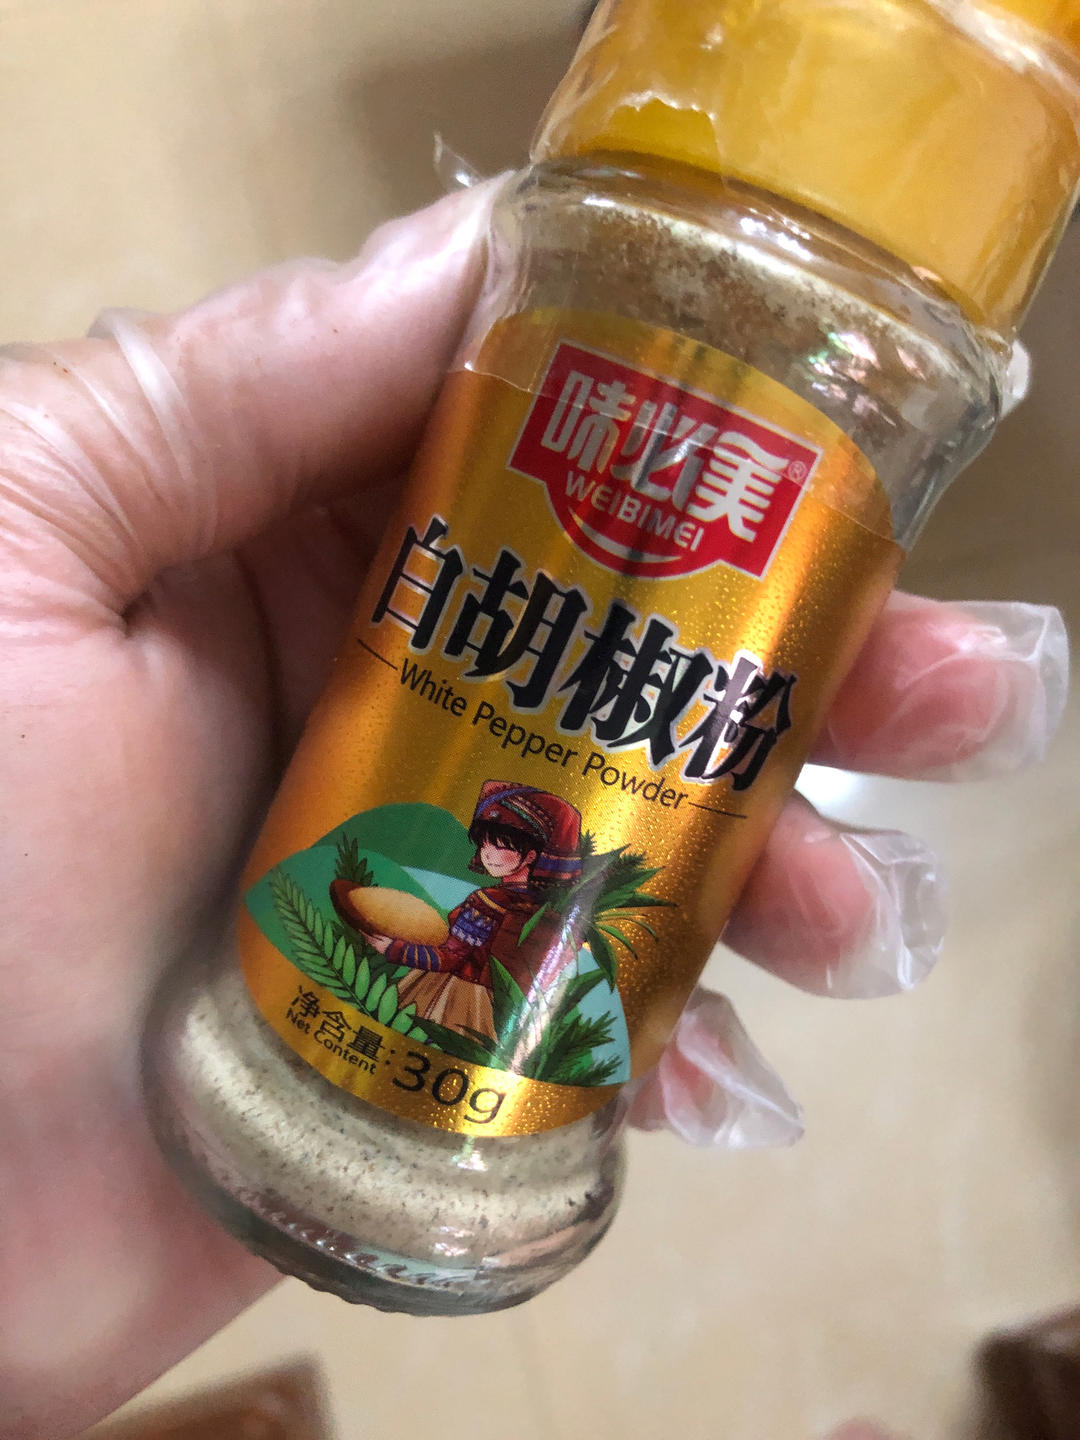 味必美®
WEIBIMEI
白胡椒粉
White Pepper Powder
净含量:30g
Net Content